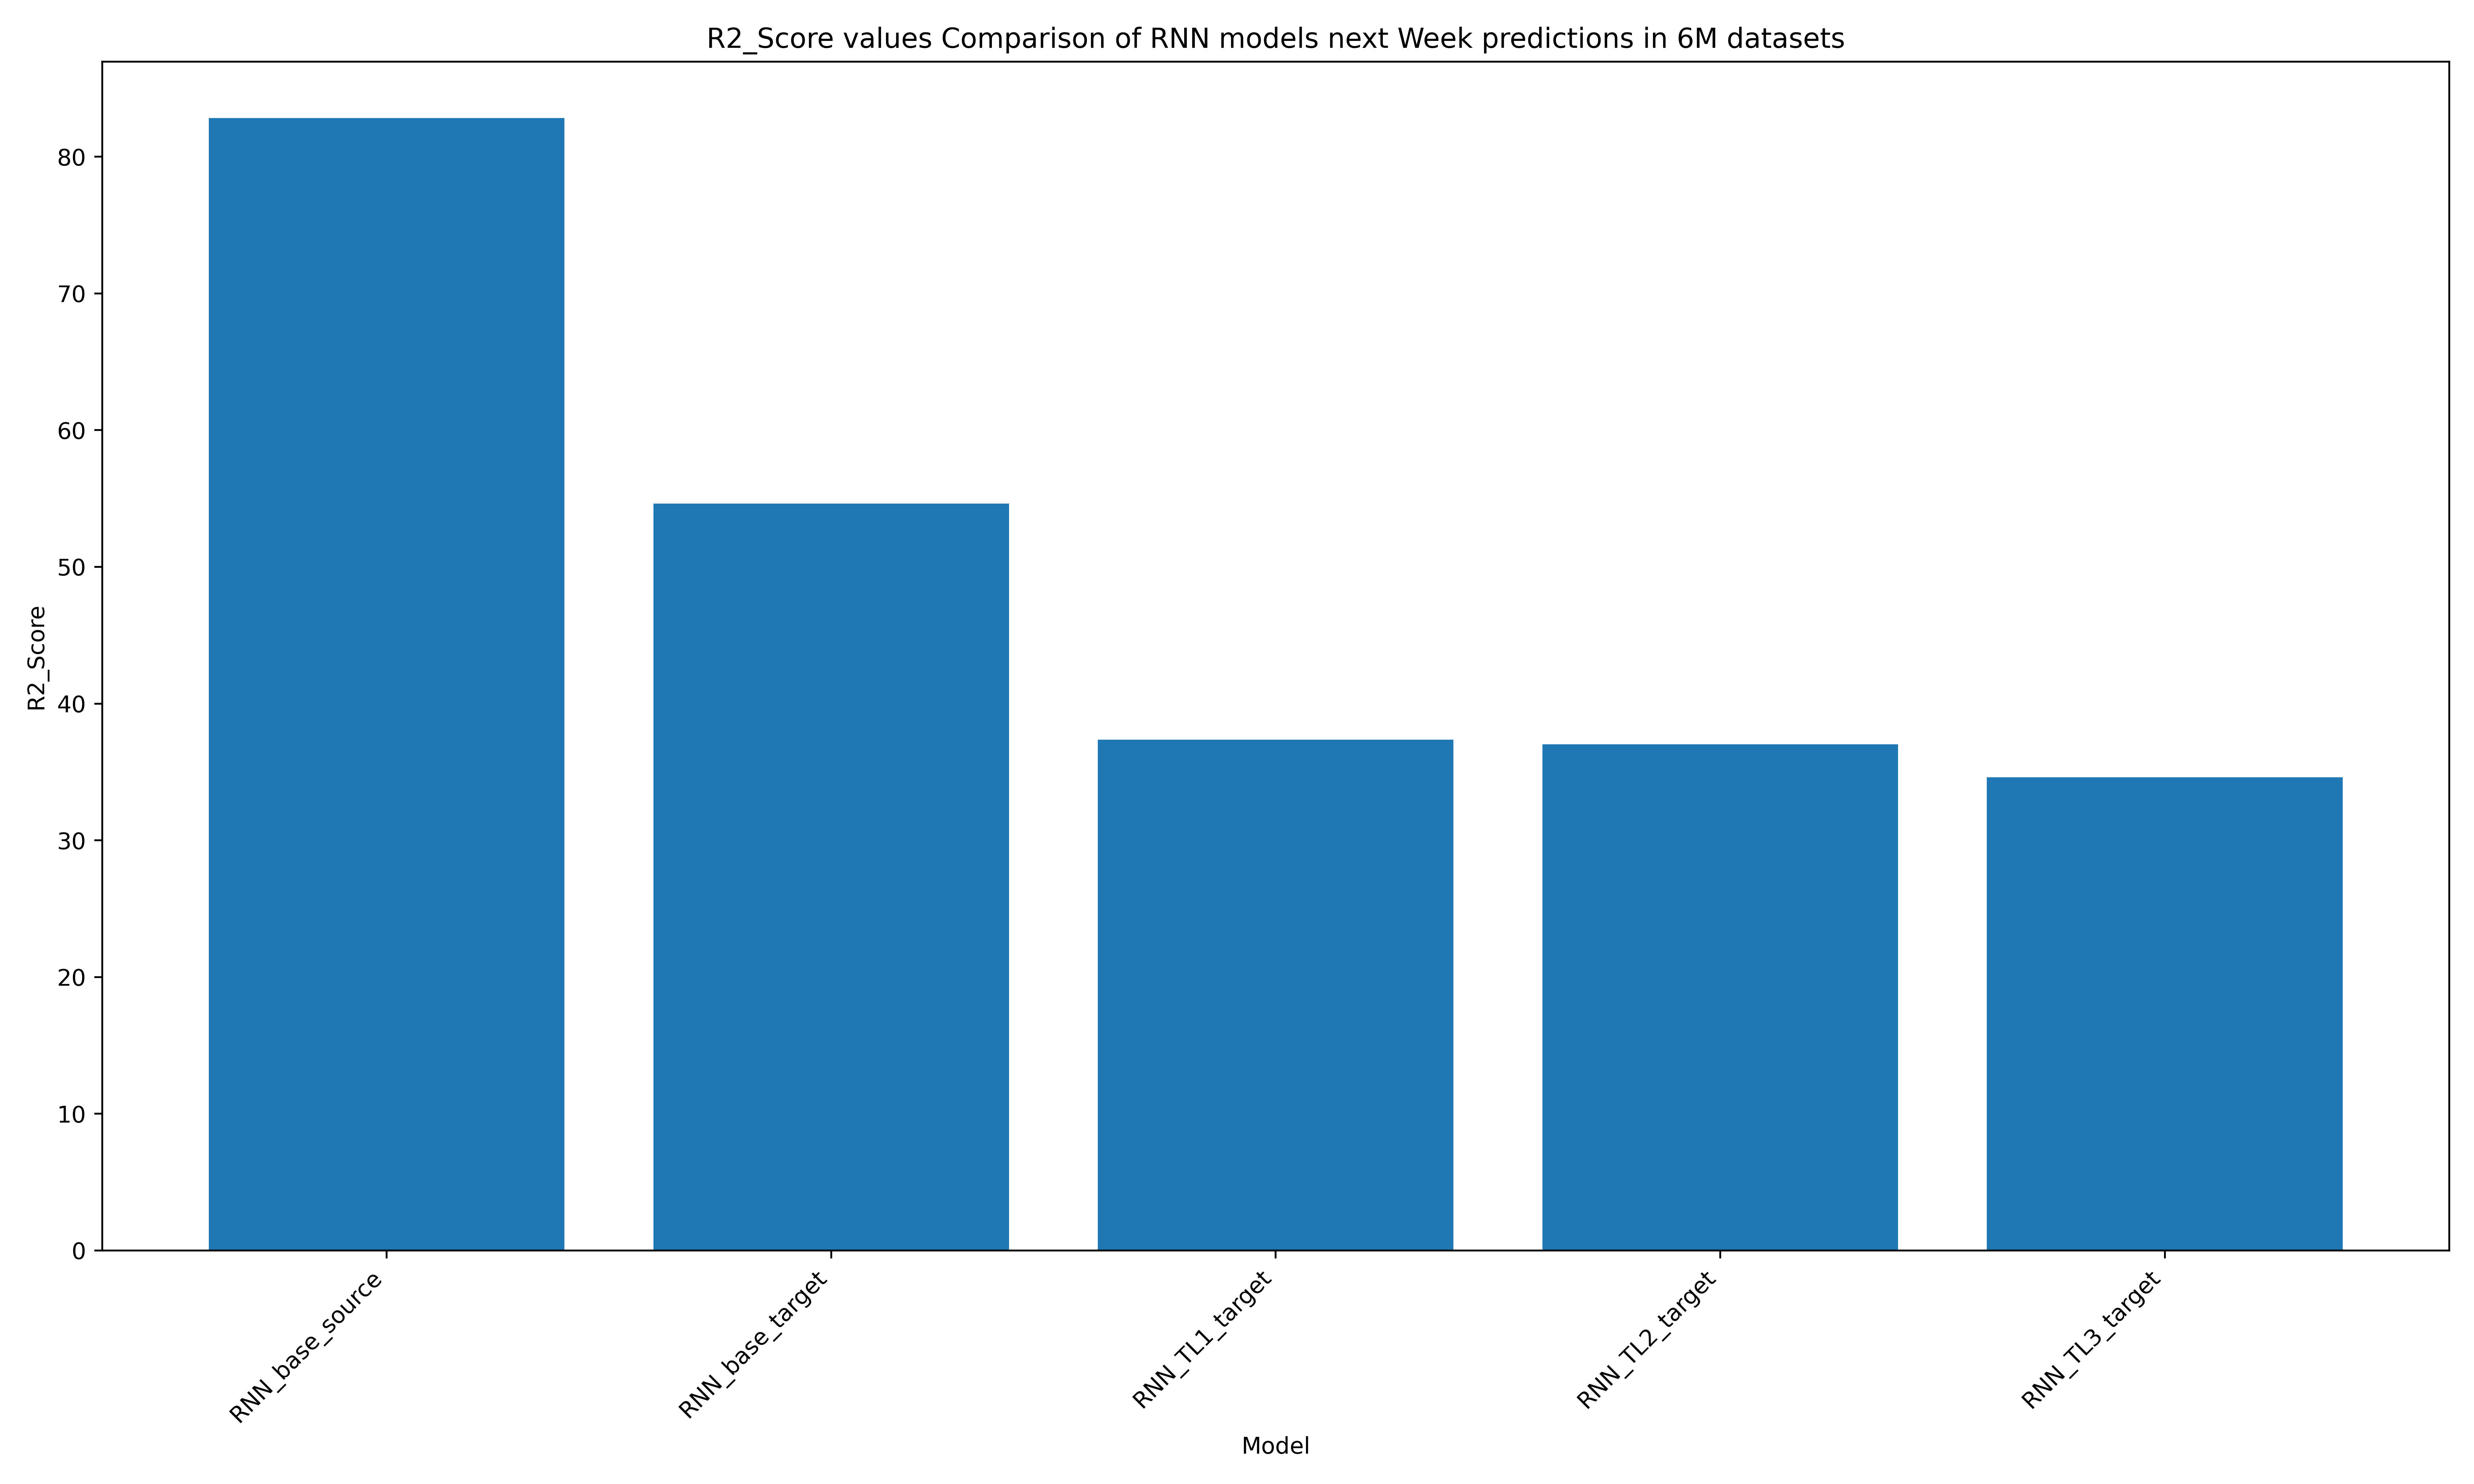 R2_Score values Comparison of RNN models next Week predictions in 6M datasets
R2_Score
80
70
60
50
40
30
20
10
0
RNN_base_source
RNN_base_target
RNN_TL1_target
RNN_TL2_target
RNN_TL3_target
Model